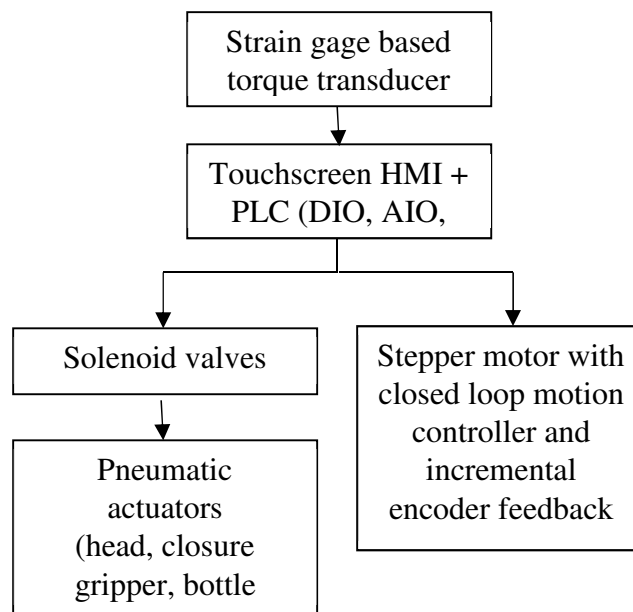 Strain gage based
torque transducer
Touchscreen HMI +
PLC (DIO, AIO,
Solenoid valves
Stepper motor with
closed loop motion
controller and
incremental
encoder feedback
Pneumatic
actuators
(head, closure
gripper, bottle